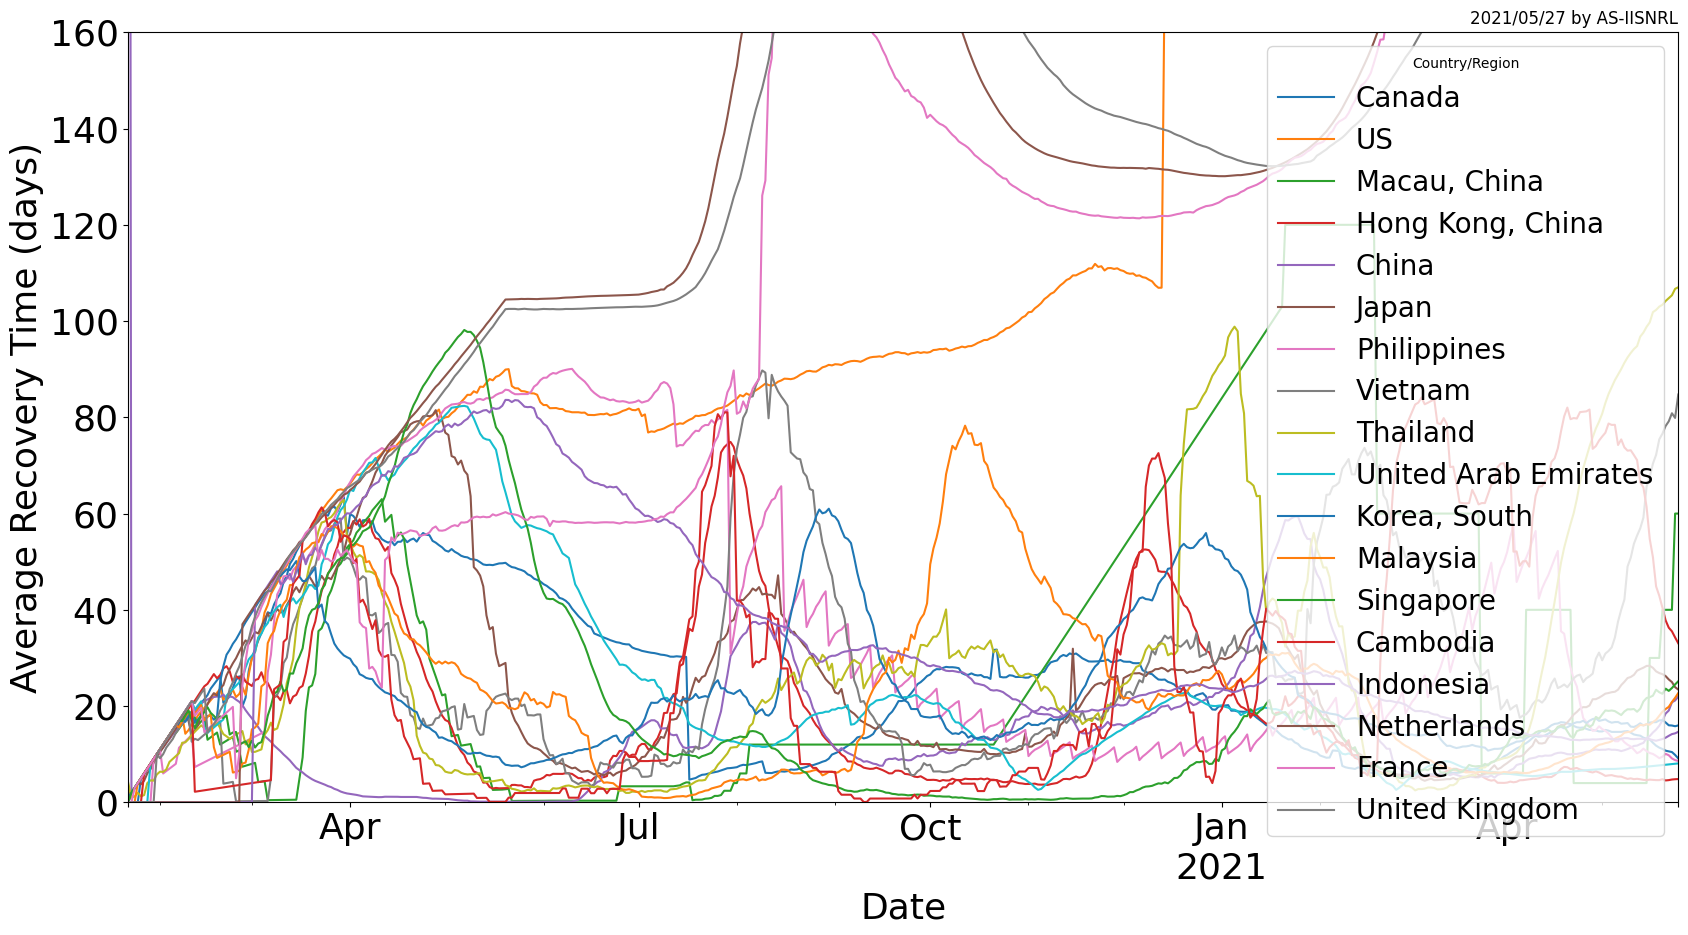 2021/05/27 by AS-IISNRL
Average Recovery Time (days)
160
140
120
100
80
60
40
20
0
Country/Region
Canada
US
Macau, China
Hong Kong, China
China
Japan
Philippines
Vietnam
Thailand
United Arab Emirates
Korea, South
Malaysia
Singapore
Cambodia
Indonesia
Netherlands
France
United Kingdom
Apr
Jul
Oct
Jan
2021
Apr
Date